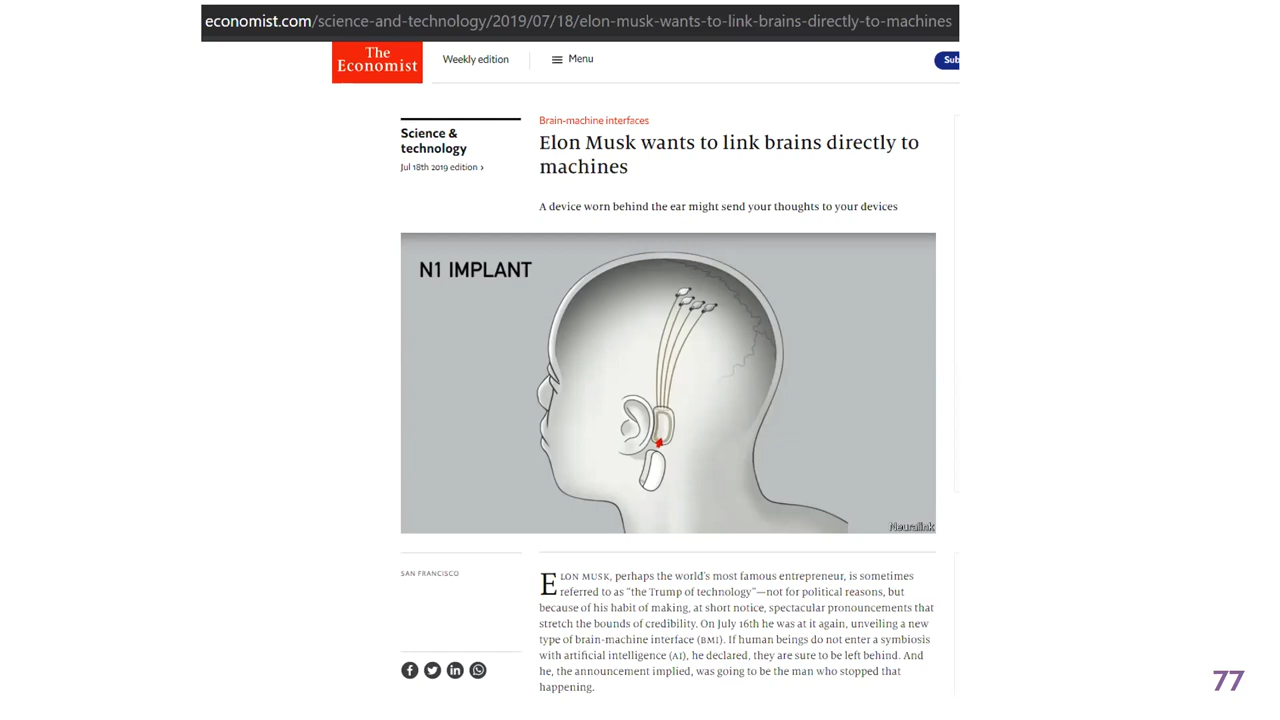 economist.com/science-and-technology/2019/07/18/elon-musk-wants-to-link-brains-directly-to-machines
The
Economist
Weekly edition
Menu
Science &
technology
Jul 18th 2019 edition ›
Brain-machine interfaces
Elon Musk wants to link brains directly to
machines
A device worn behind the ear might send your thoughts to your devices
N1 IMPLANT
Neuralink
SAN FRANCISCO
ELON MUSK, perhaps the world's most famous entrepreneur, is sometimes
referred to as "the Trump of technology"—not for political reasons, but
because of his habit of making, at short notice, spectacular pronouncements that
stretch the bounds of credibility. On July 16th he was at it again, unveiling a new
type of brain-machine interface (BMI). If human beings do not enter a symbiosis
with artificial intelligence (AI), he declared, they are sure to be left behind. And
he, the announcement implied, was going to be the man who stopped that
happening.
77